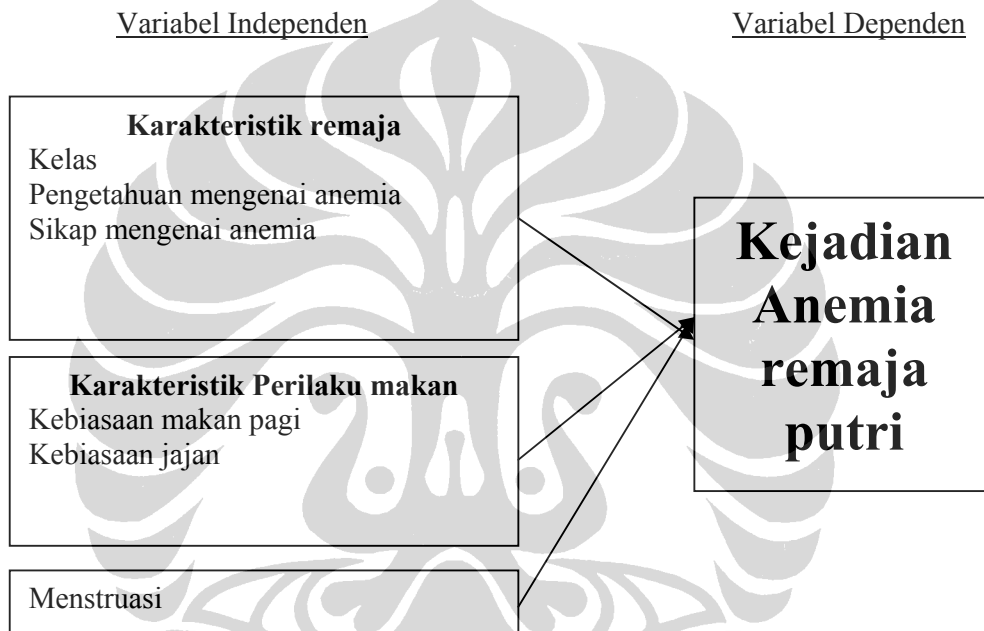 Variabel Independen
Variabel Dependen
Karakteristik remaja
Kelas
Pengetahuan mengenai anemia
Sikap mengenai anemia
Karakteristik Perilaku makan
Kebiasaan makan pagi
Kebiasaan jajan
Menstruasi
Kejadian
Anemia
remaja
putri